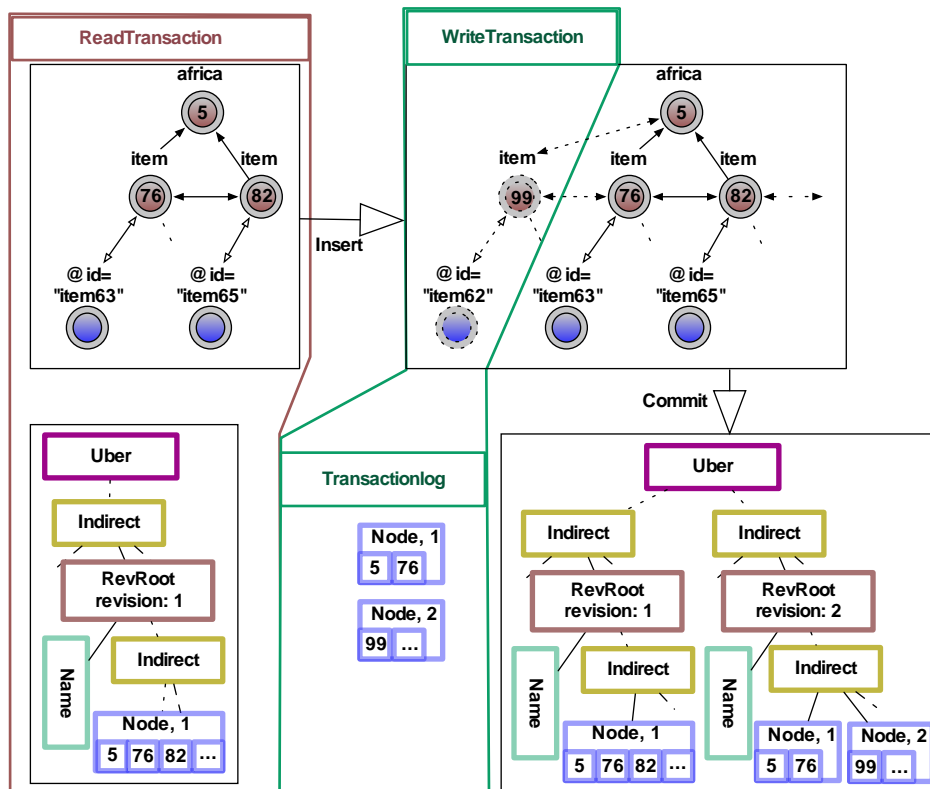 ReadTransaction
africa
5
item
item
76
82
@ id=
"item63"
@ id=
"item65"
Insert
WriteTransaction
africa
5
item
item
item
99
76
82
@ id=
"item62"
@ id=
"item63"
@ id=
"item65"
Commit
Uber
Indirect
RevRoot
revision: 1
Name
Indirect
Node, 1
5 76 82 ...
Transactionlog
Node, 1
5 76
Node, 2
99 ...
Uber
Indirect
Indirect
RevRoot
revision: 1
RevRoot
revision: 2
Name
Indirect
Name
Indirect
Node, 1
5 76 82 ...
Node, 1
5 76
Node, 2
99 ...